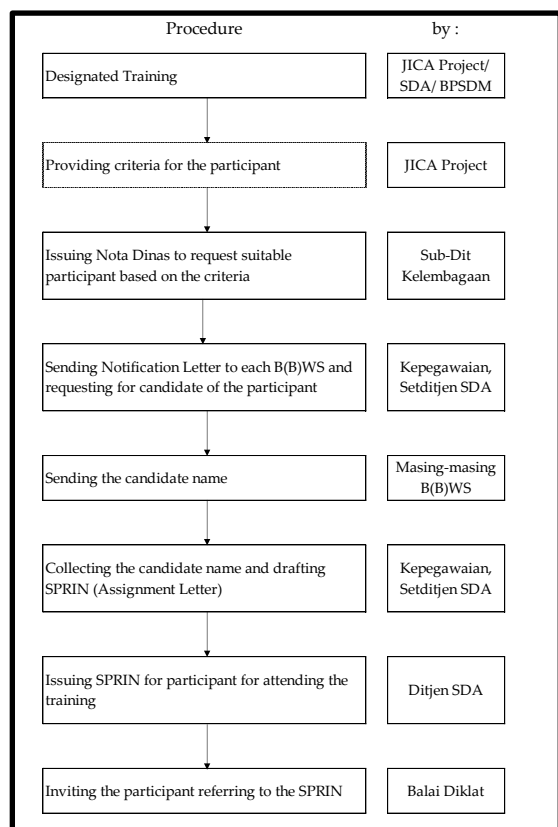 Procedure
by :
Designated Training
JICA Project/
SDA/ BPSDM
Providing criteria for the participant
JICA Project
Issuing Nota Dinas to request suitable
participant based on the criteria
Sub-Dit
Kelembagaan
Sending Notification Letter to each B(B)WS and
requesting for candidate of the participant
Kepegawaian,
Setditjen SDA
Sending the candidate name
Masing-masing
B(B)WS
Collecting the candidate name and drafting
SPRIN (Assignment Letter)
Kepegawaian,
Setditjen SDA
Issuing SPRIN for participant for attending the
training
Ditjen SDA
Inviting the participant referring to the SPRIN
Balai Diklat